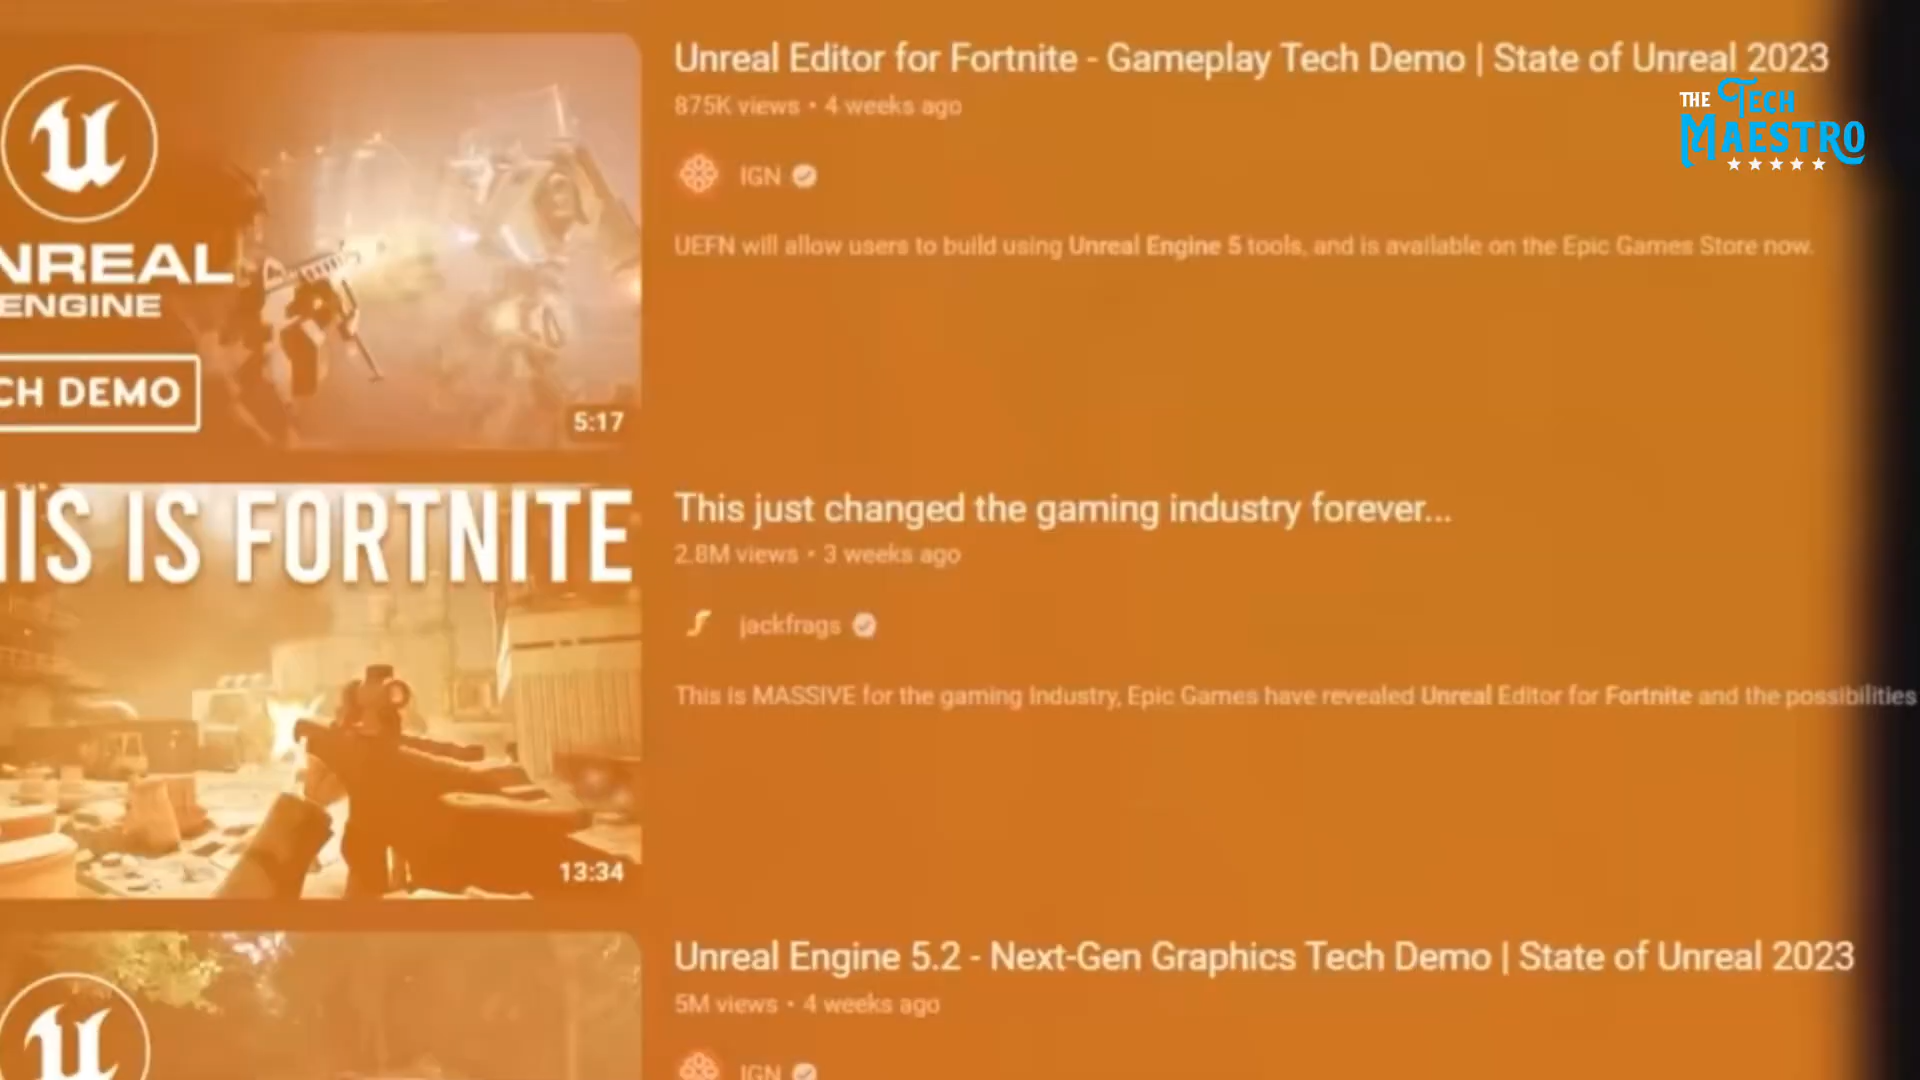 Unreal Editor for Fortnite - Gameplay Tech Demo | State of Unreal 2023
875K views • 4 weeks ago
THE TECH
MAESTRO
IGN
UEFN will allow users to build using Unreal Engine 5 tools, and is available on the Epic Games Store now.
NREAL
ENGINE
CH DEMO
5:17
HIS IS FORTNITE
13:34
This just changed the gaming industry forever...
2.8M views • 3 weeks ago
jackfrags
This is MASSIVE for the gaming Industry, Epic Games have revealed Unreal Editor for Fortnite and the possibilities
Unreal Engine 5.2 - Next-Gen Graphics Tech Demo | State of Unreal 2023
5M views • 4 weeks ago
IGN